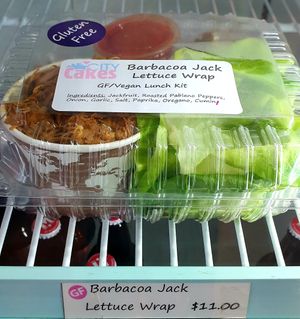 Gluten
Free
CITY
Cakes
Barbacoa Jack
Lettuce Wrap
GF/Vegan Lunch Kit
Ingredients: Jackfruit, Roasted Pablano Peppers,
Onion, Garlic, Salt, Paprika, Oregano, Cumin
GF
Barbacoa Jack
Lettuce Wrap $11.00